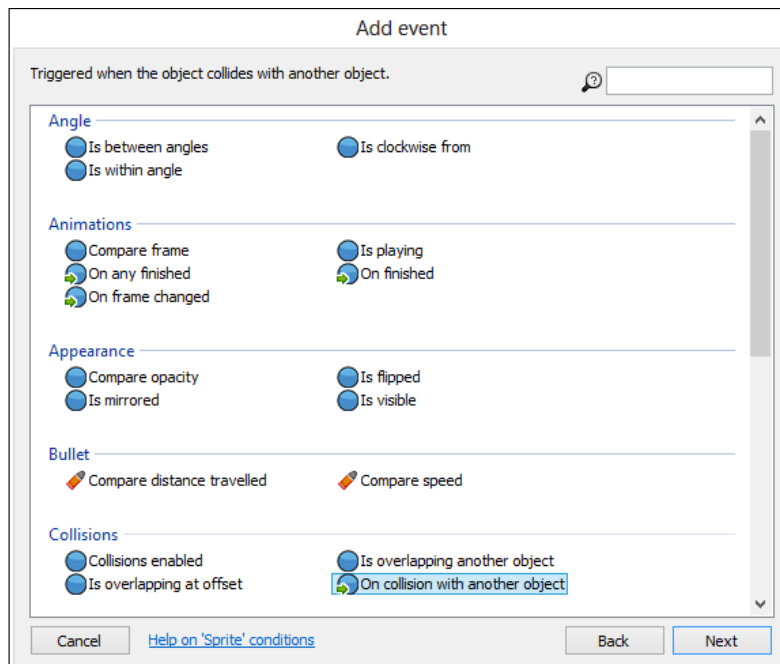 Add event
Triggered when the object collides with another object.
Angle
Is between angles
Is clockwise from
Is within angle
Animations
Compare frame
Is playing
On any finished
On finished
On frame changed
Appearance
Compare opacity
Is flipped
Is mirrored
Is visible
Bullet
Compare distance travelled
Compare speed
Collisions
Collisions enabled
Is overlapping another object
Is overlapping at offset
On collision with another object
Cancel
Help on 'Sprite' conditions
Back
Next